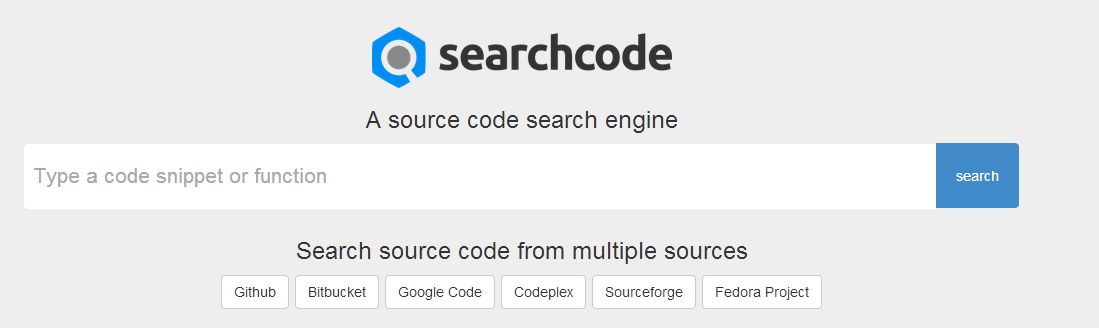 searchcode
A source code search engine
Type a code snippet or function
search
Search source code from multiple sources
Github Bitbucket Google Code Codeplex Sourceforge Fedora Project